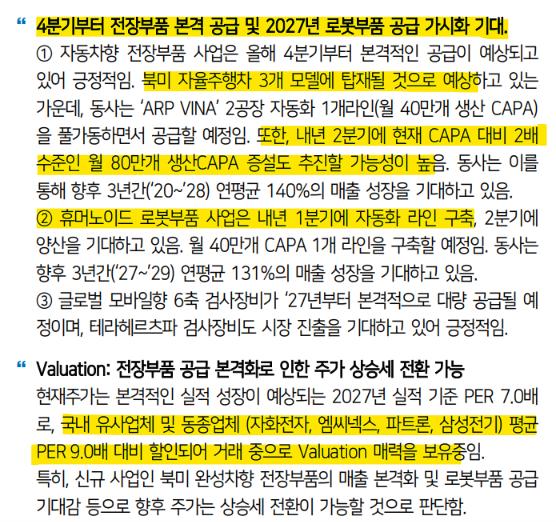 “ 4분기부터 전장부품 본격 공급 및 2027년 로봇부품 공급 가시화 기대.
① 자동차향 전장부품 사업은 올해 4분기부터 본격적인 공급이 예상되고
있어 긍정적임. 북미 자율주행차 3개 모델에 탑재될 것으로 예상하고 있는
가운데, 동사는 ‘ARP VINA’ 2공장 자동화 1개라인(월 40만개 생산 CAPA)
을 풀가동하면서 공급할 예정임. 또한, 내년 2분기에 현재 CAPA 대비 2배
수준인 월 80만개 생산CAPA 증설도 추진할 가능성이 높음. 동사는 이를
통해 향후 3년간(‘20~’28) 연평균 140%의 매출 성장을 기대하고 있음.
② 휴머노이드 로봇부품 사업은 내년 1분기에 자동화 라인 구축, 2분기에
양산을 기대하고 있음. 월 40만개 CAPA 1개 라인을 구축할 예정임. 동사는
향후 3년간(‘27~’29) 연평균 131%의 매출 성장을 기대하고 있음.
③ 글로벌 모바일향 6축 검사장비가 ‘27년부터 본격적으로 대량 공급될 예
정이며, 테라헤르츠파 검사장비도 시장 진출을 기대하고 있어 긍정적임.
“ Valuation: 전장부품 공급 본격화로 인한 주가 상승세 전환 가능
현재주가는 본격적인 실적 성장이 예상되는 2027년 실적 기준 PER 7.0배
로, 국내 유사업체 및 동종업체 (자화전자, 엠씨넥스, 파트론, 삼성전기) 평균
PER 9.0배 대비 할인되어 거래 중으로 Valuation 매력을 보유중임.
특히, 신규 사업인 북미 완성차향 전장부품의 매출 본격화 및 로봇부품 공급
기대감 등으로 향후 주가는 상승세 전환이 가능할 것으로 판단함.